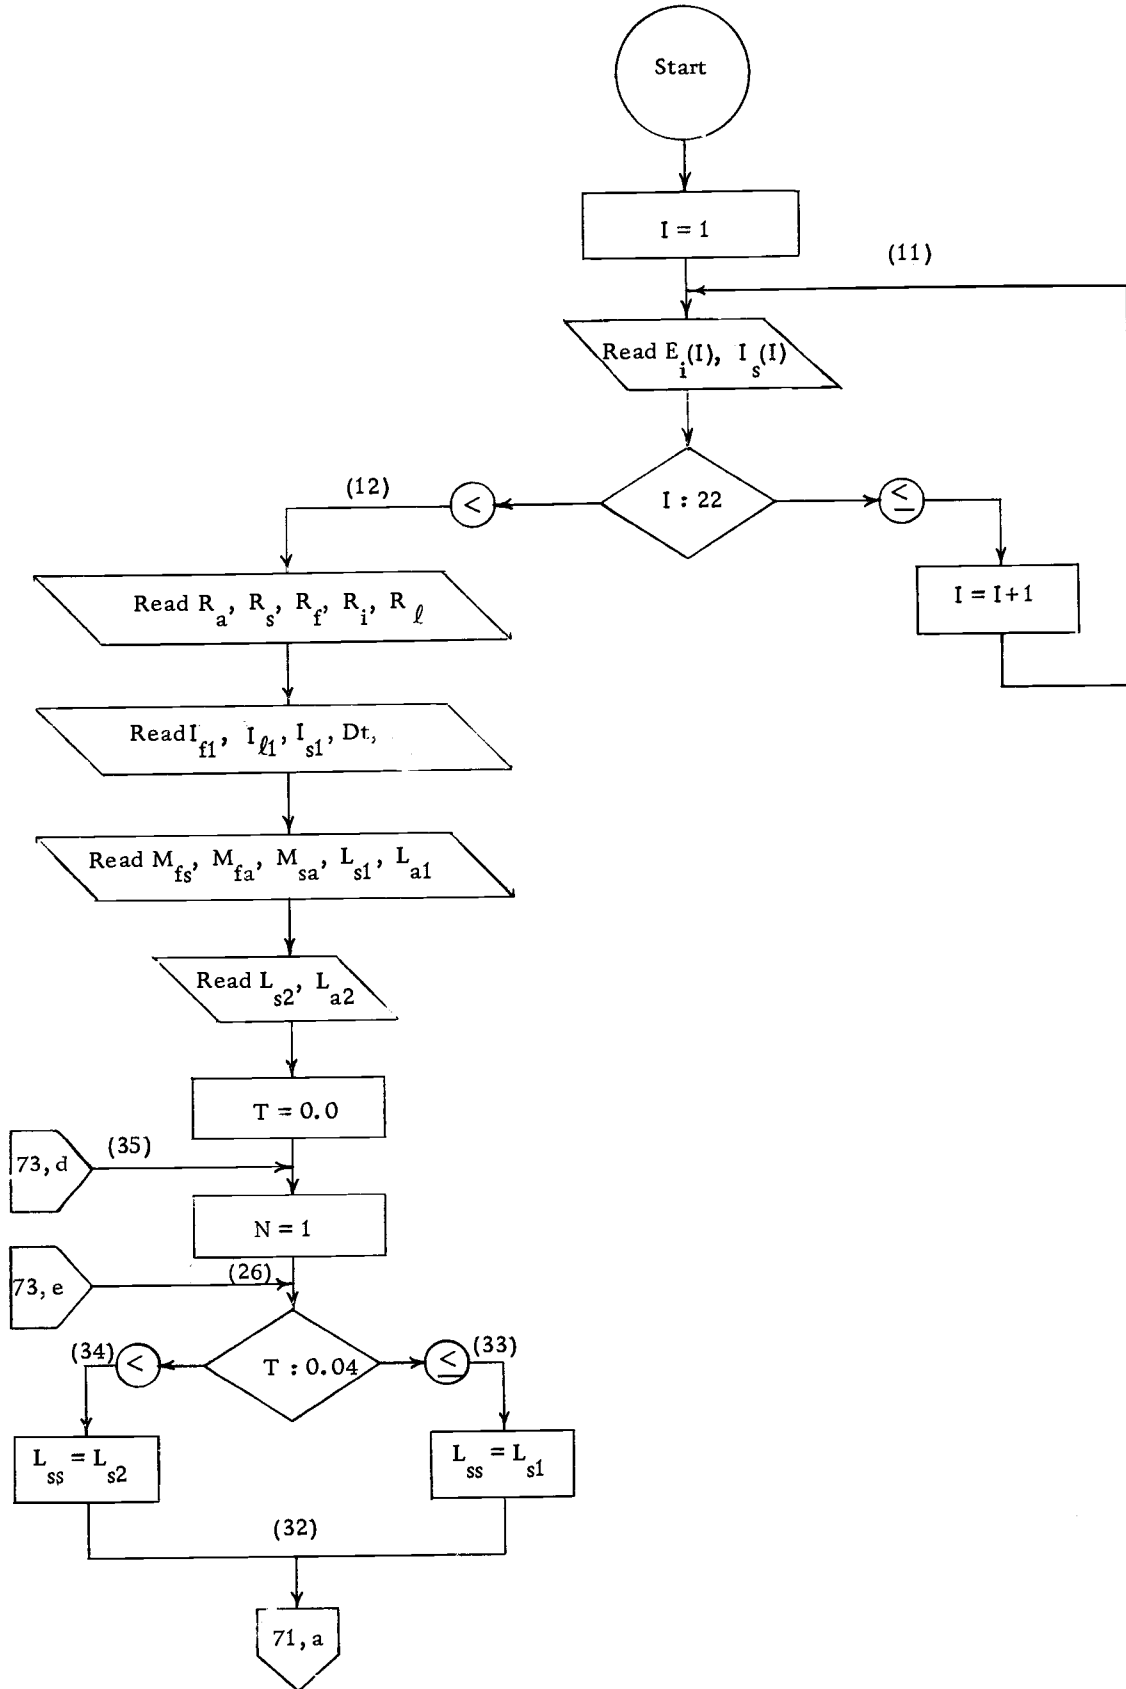 Start
I = 1
(11)
Read E_i(I), I_s(I)
(12)
<
I : 22
≤
I = I+1
Read R_a, R_s, R_f, R_i, R_ℓ
Read I_f1, I_ℓ1, I_s1, Dt,
Read M_fs, M_fa, M_sa, L_s1, L_a1
Read L_s2, L_a2
T = 0.0
73, d
(35)
N = 1
73, e
(26)
(34)
<
T : 0.04
≤
(33)
L_ss = L_s2
L_ss = L_s1
(32)
71, a